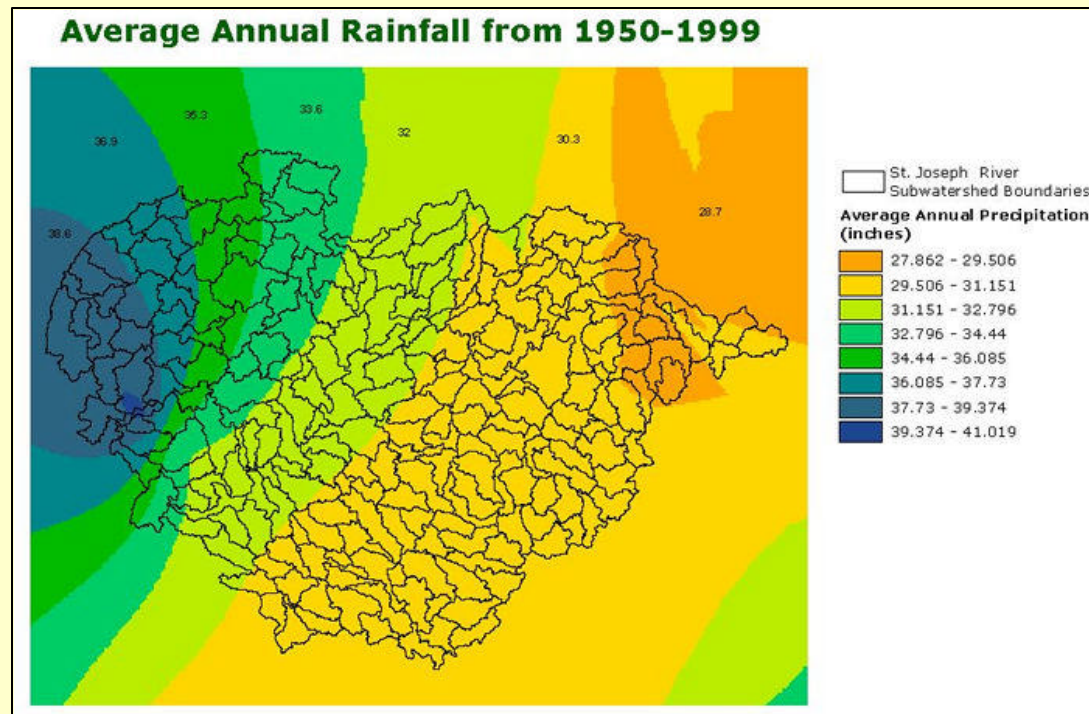 Average Annual Rainfall from 1950-1999
36.9
35.3
33.6
32
30.3
28.7
38.6
St. Joseph River
Subwatershed Boundaries
Average Annual Precipitation
(inches)
27.862 - 29.506
29.506 - 31.151
31.151 - 32.796
32.796 - 34.44
34.44 - 36.085
36.085 - 37.73
37.73 - 39.374
39.374 - 41.019